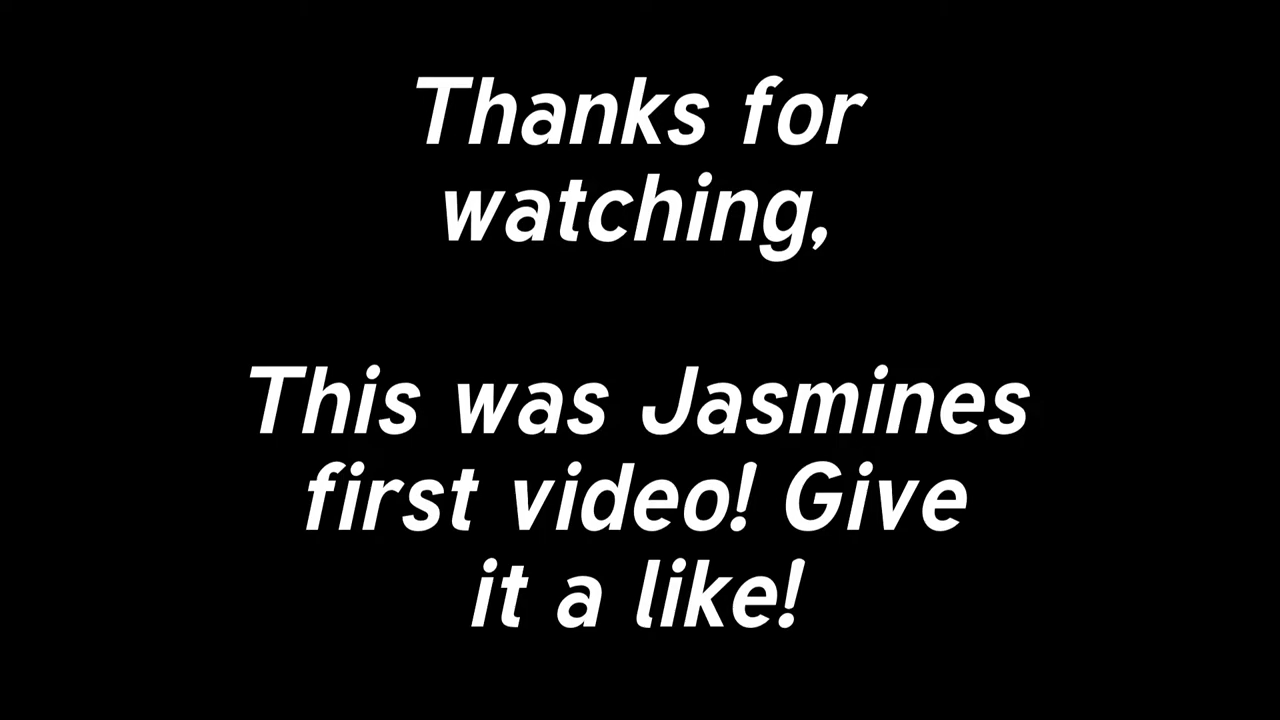 Thanks for
watching,
This was Jasmines
first video! Give
it a like!